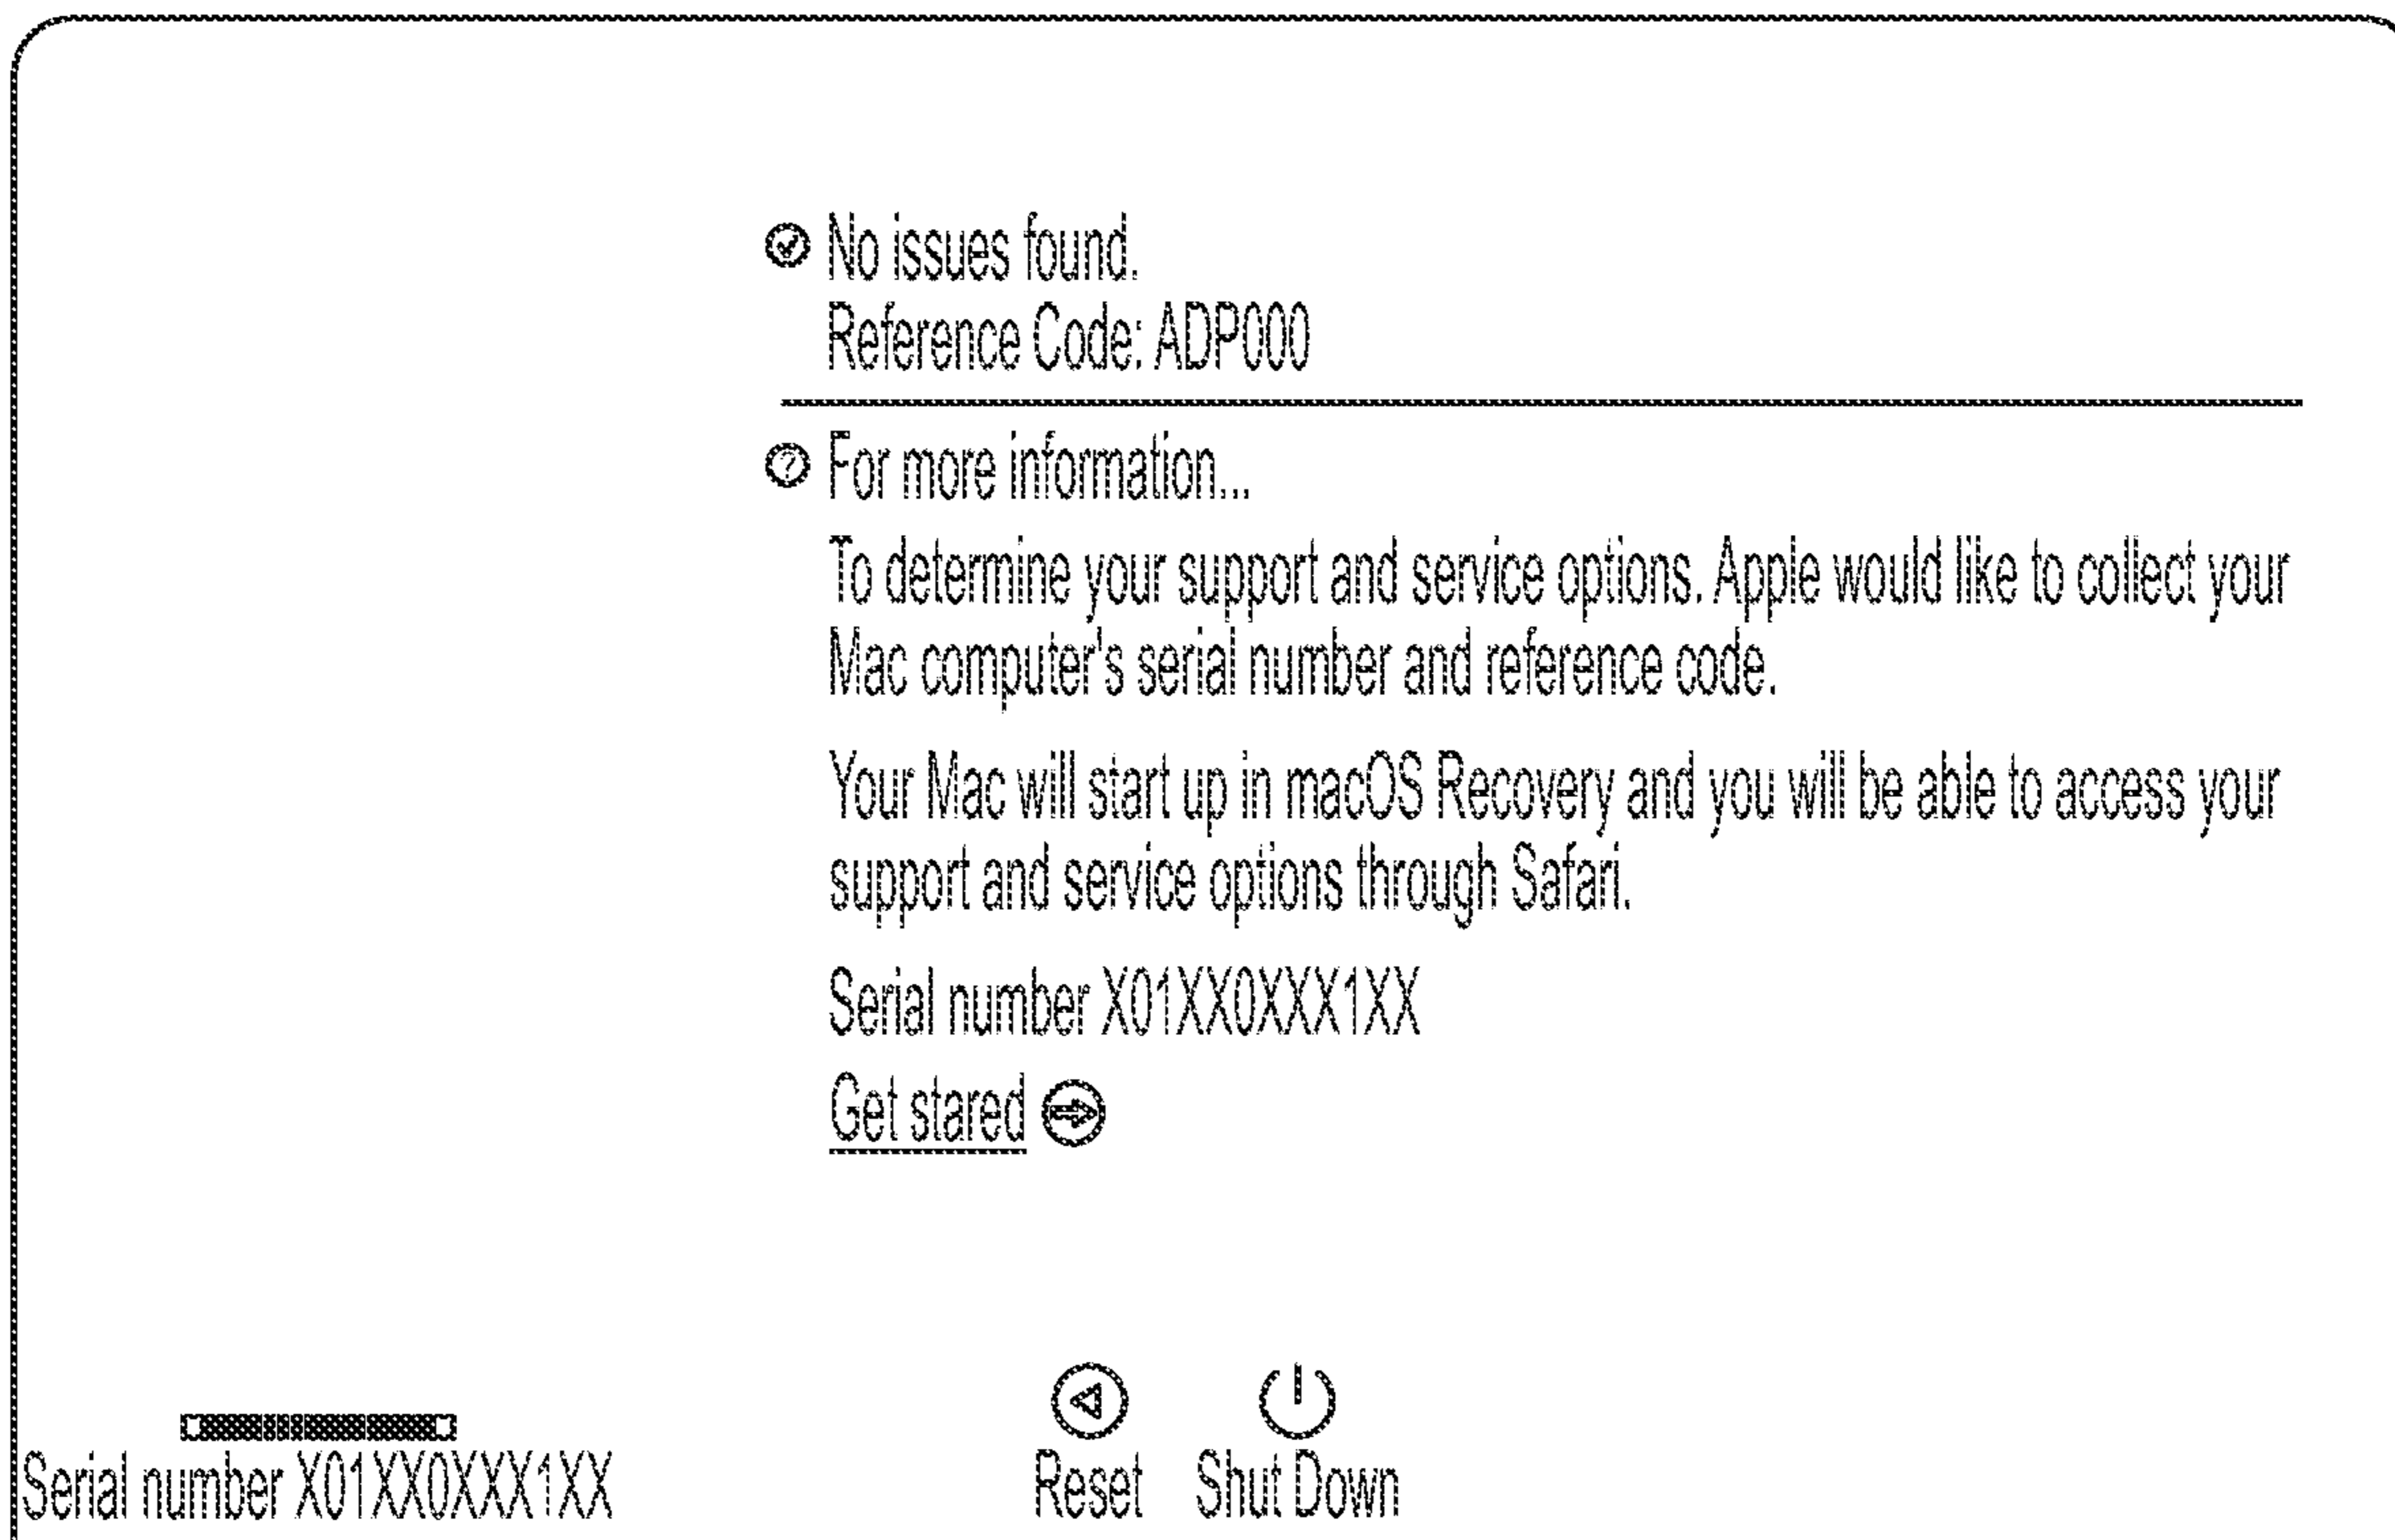 No issues found.
Reference Code: ADP000
For more information...
To determine your support and service options. Apple would like to collect your
Mac computer's serial number and reference code.
Your Mac will start up in macOS Recovery and you will be able to access your
support and service options through Safari.
Serial number X01XX0XXX1XX
Get stared
Serial number X01XX0XXX1XX
Reset Shut Down